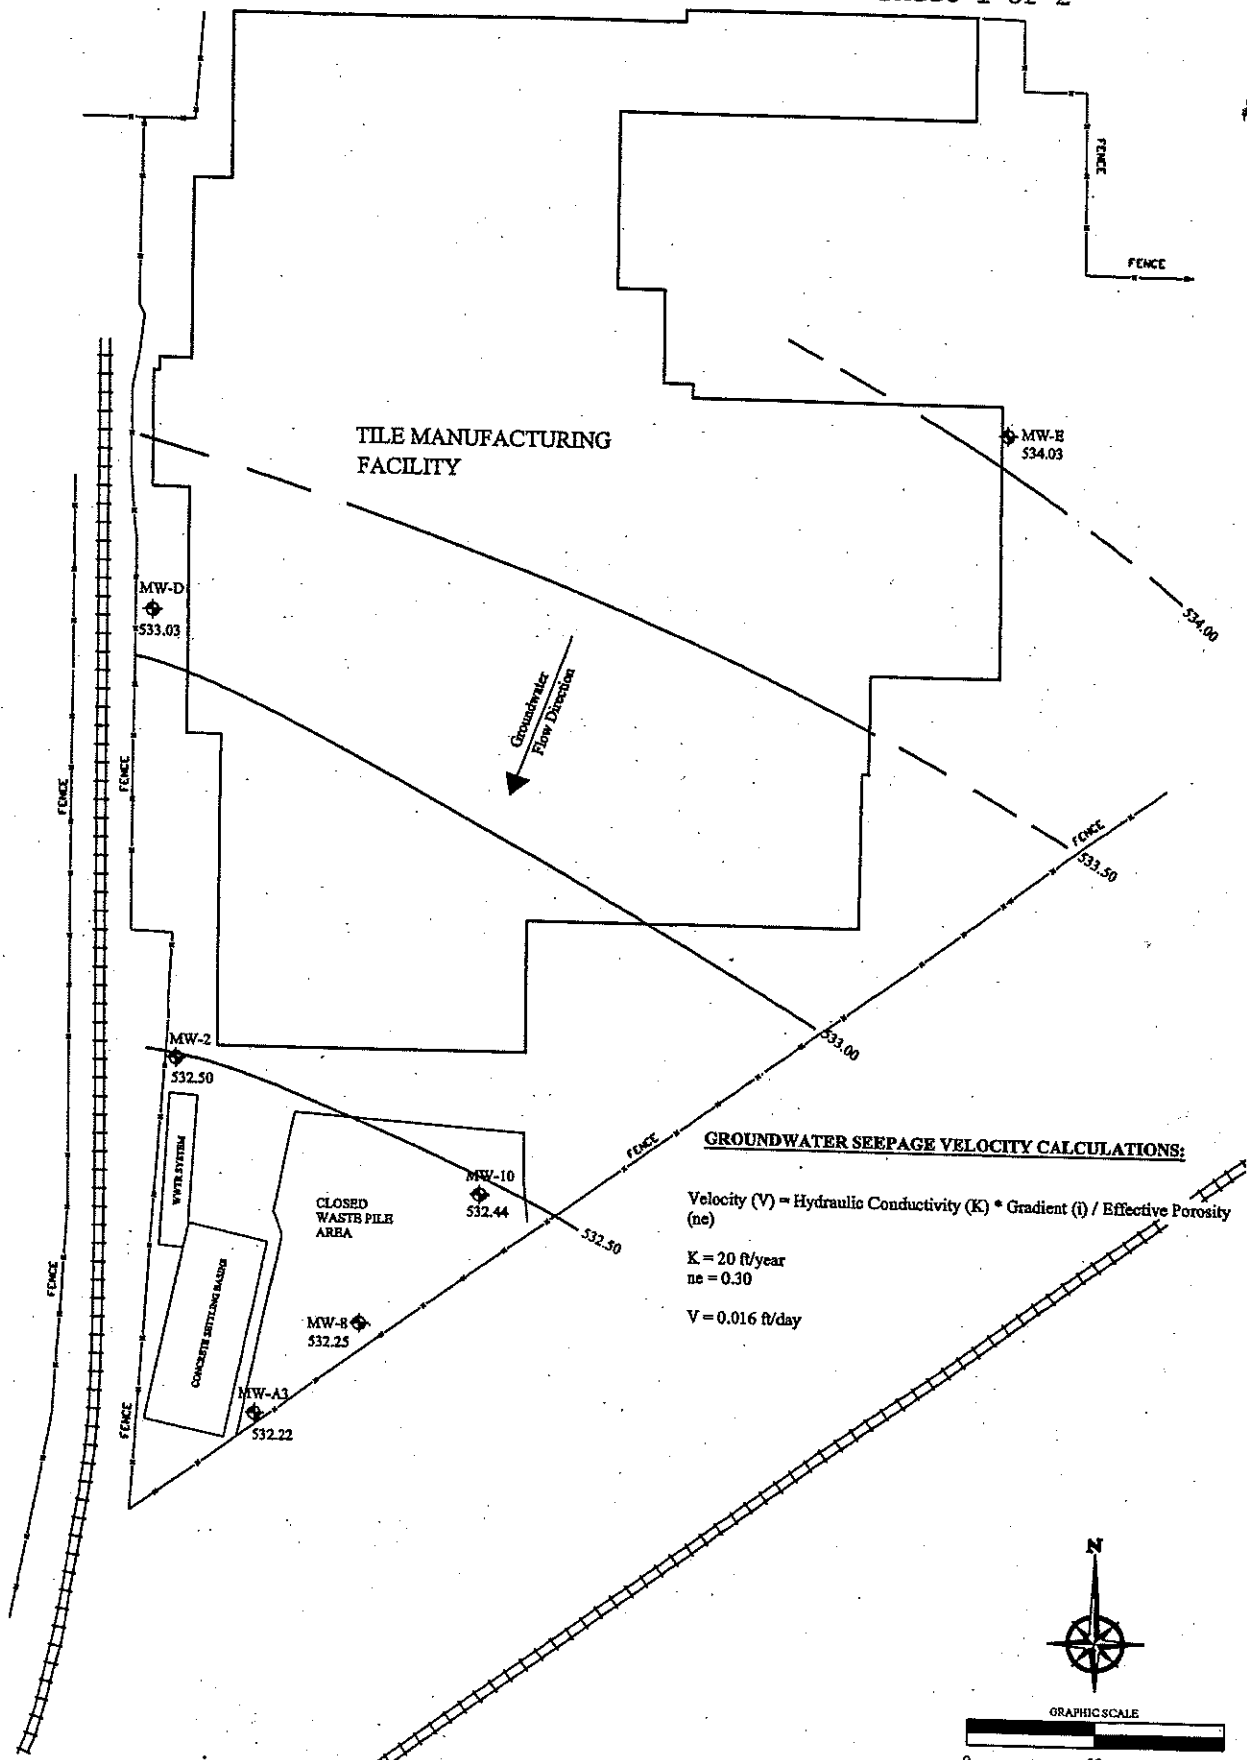 FENCE
FENCE
TILE MANUFACTURING
FACILITY
MW-E
534.03
MW-D
533.03
534.00
Groundwater
Flow Direction
FENCE
FENCE
FENCE
533.50
MW-2
532.50
533.00
FENCE
GROUNDWATER SEEPAGE VELOCITY CALCULATIONS:
WWTR SYSTEM
MW-10
532.44
CLOSED
WASTE PILE
AREA
Velocity (V) = Hydraulic Conductivity (K) * Gradient (i) / Effective Porosity
(ne)
532.50
K = 20 ft/year
ne = 0.30
FENCE
CONCRETE SETTLING BASINS
MW-8
532.25
V = 0.016 ft/day
MW-A3
532.22
FENCE
N
GRAPHIC SCALE